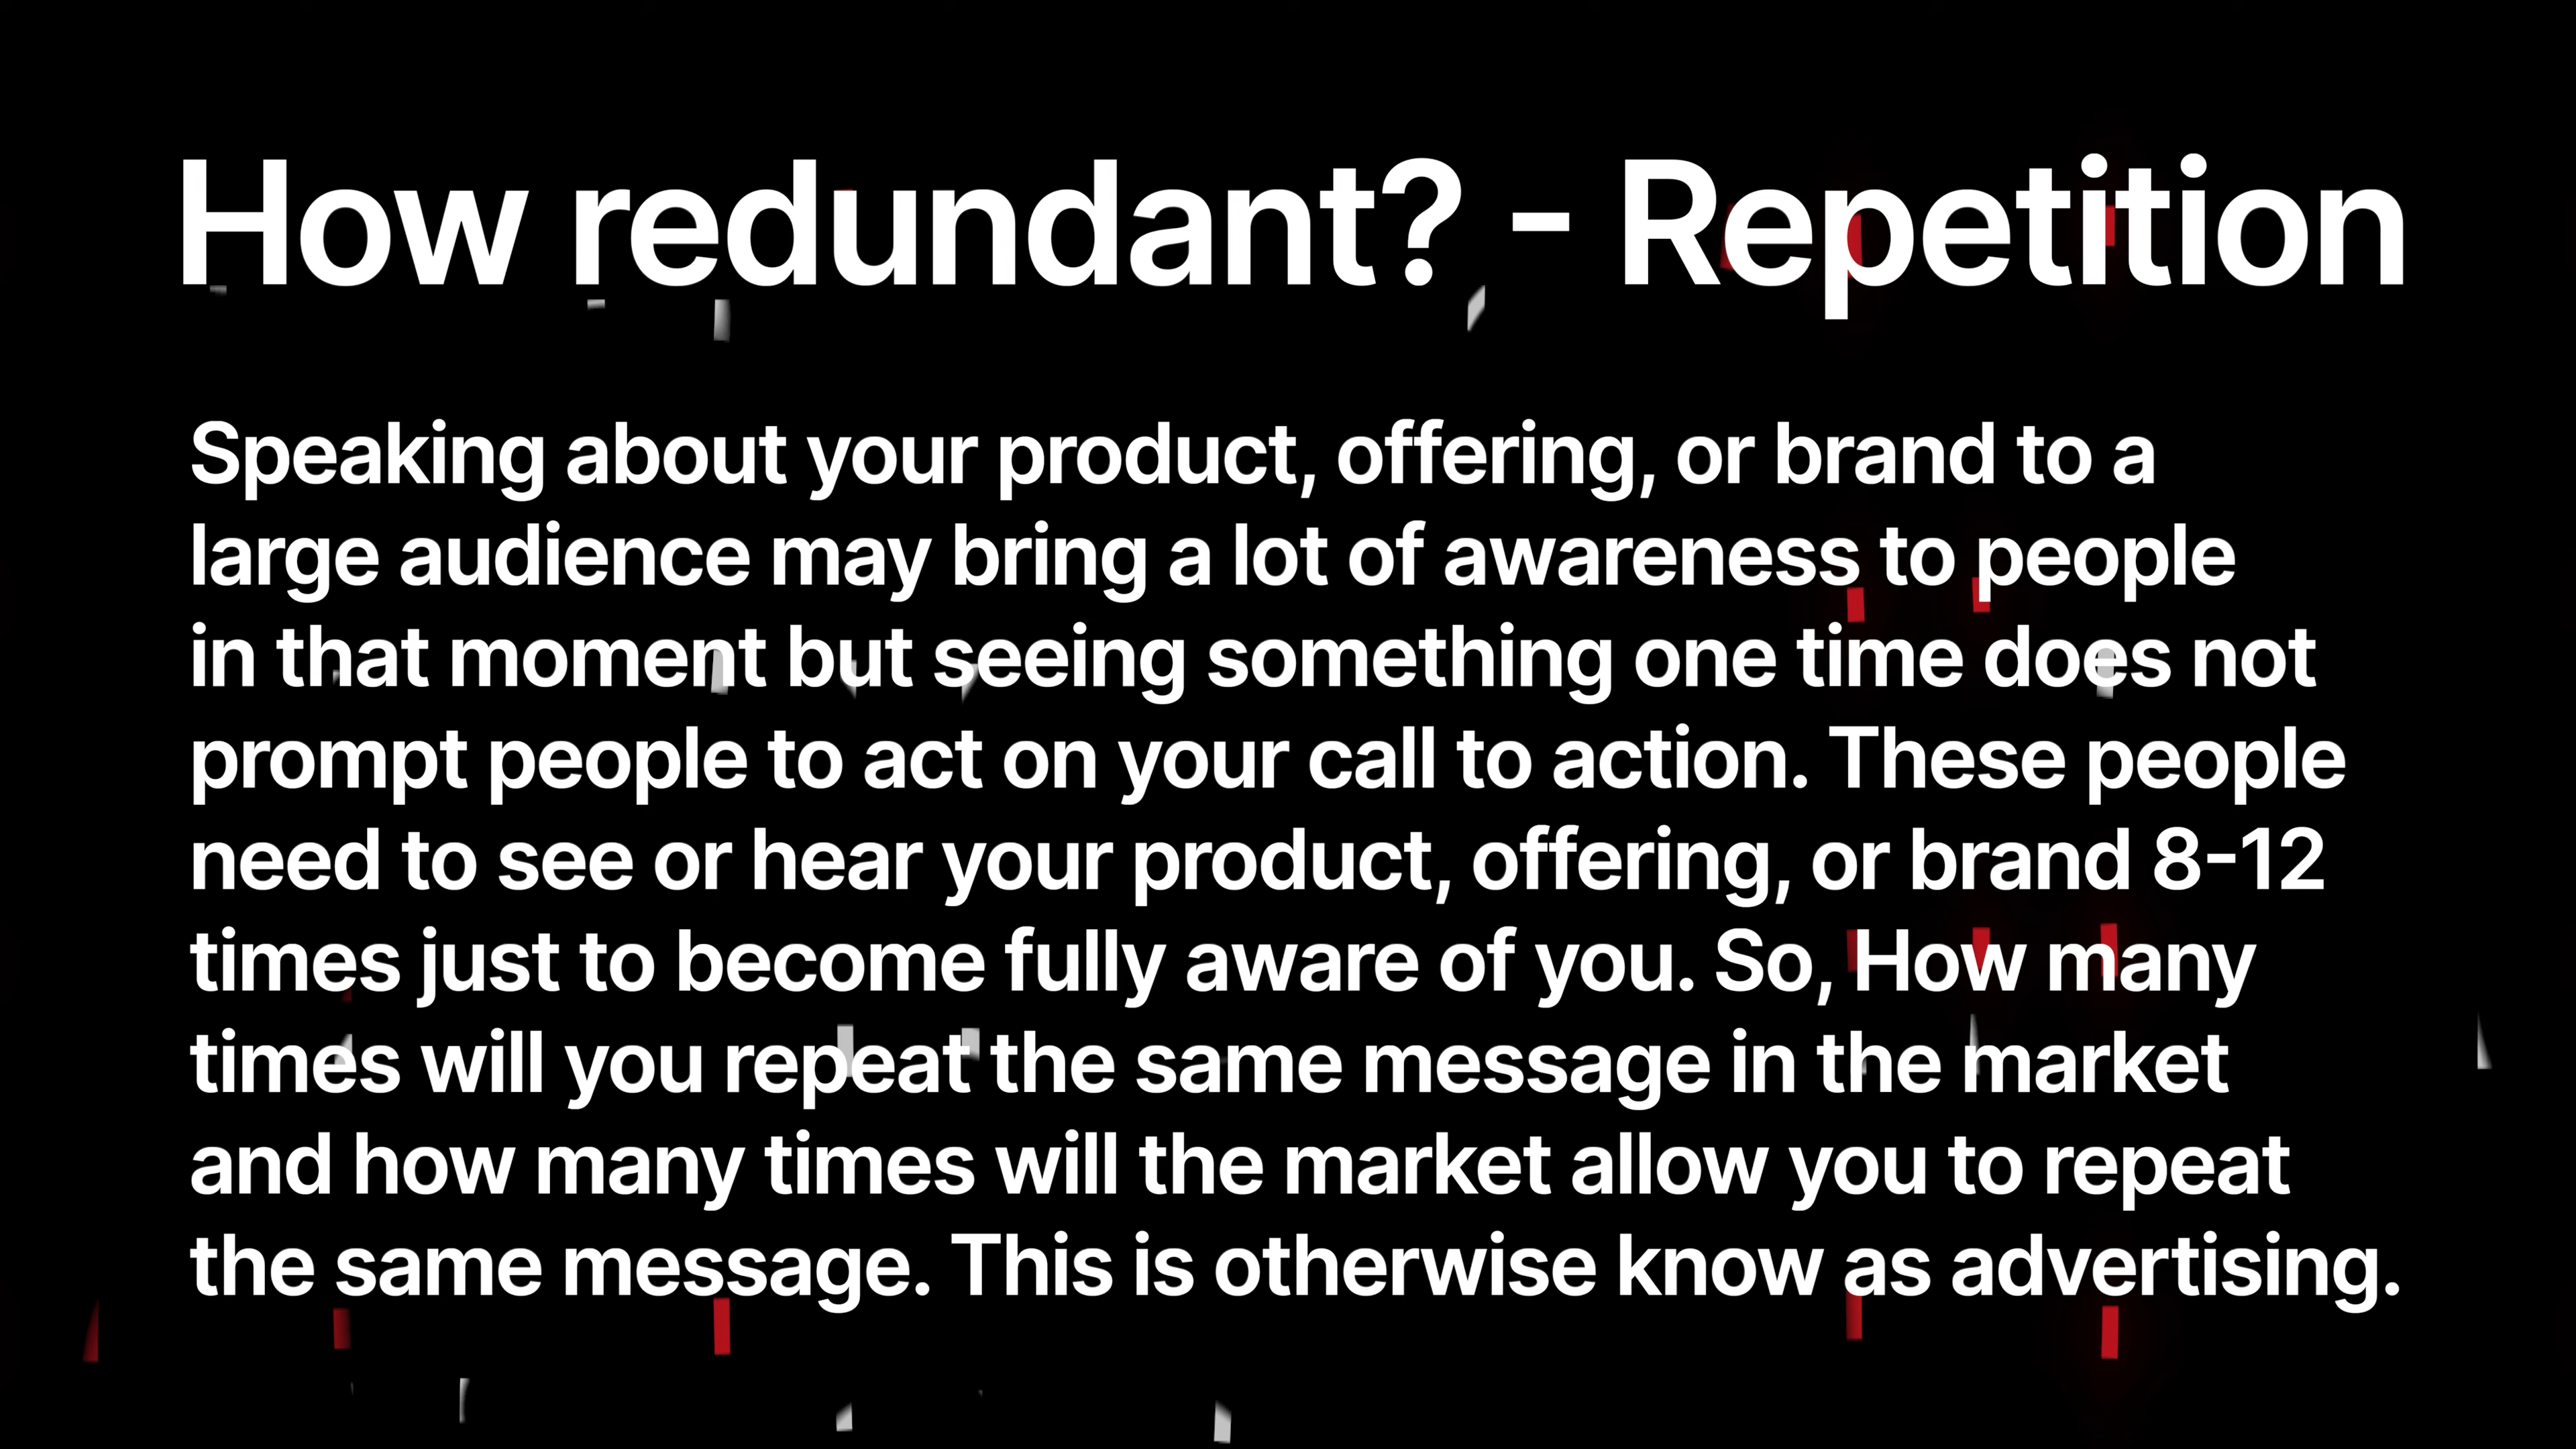 How redundant? - Repetition
Speaking about your product, offering, or brand to a
large audience may bring a lot of awareness to people
in that moment but seeing something one time does not
prompt people to act on your call to action. These people
need to see or hear your product, offering, or brand 8-12
times just to become fully aware of you. So, How many
times will you repeat the same message in the market
and how many times will the market allow you to repeat
the same message. This is otherwise know as advertising.